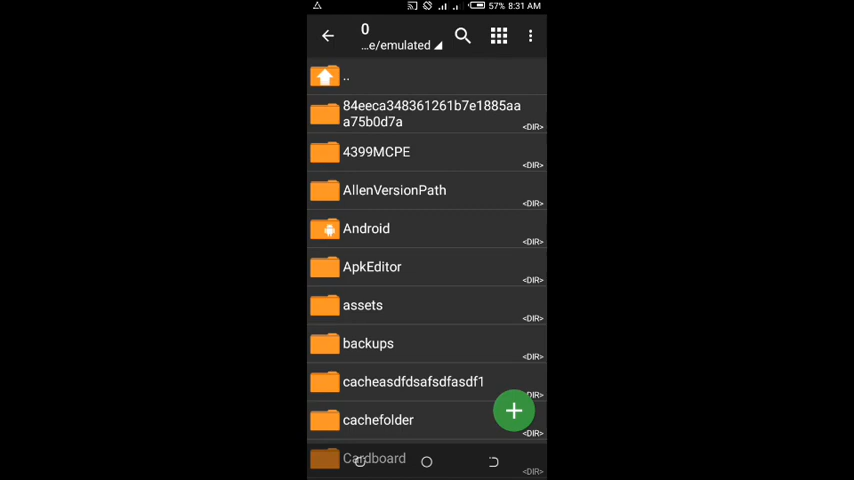 57% 8:31 AM
0
...e/emulated
..
84eeca348361261b7e1885aa
a75b0d7a
<DIR>
4399MCPE
<DIR>
AllenVersionPath
<DIR>
Android
<DIR>
ApkEditor
<DIR>
assets
<DIR>
backups
<DIR>
cacheasdfdsafsdfasdf1
<DIR>
cachefolder
<DIR>
Cardboard
<DIR>